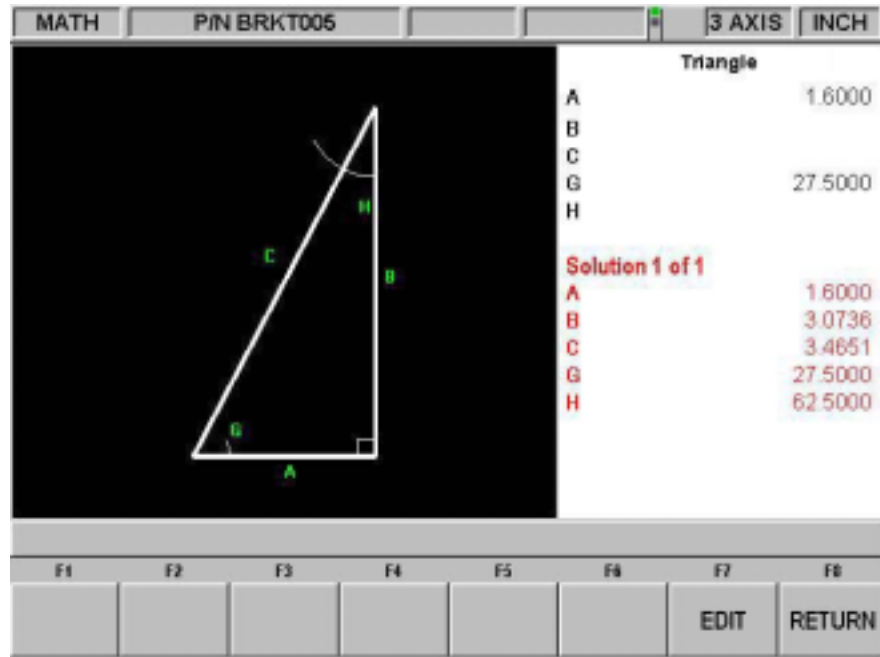 MATH P/N BRKT005 3 AXIS INCH
Triangle
A 1.6000
B
C
G 27.5000
H
Solution 1 of 1
A 1.6000
B 3.0736
C 3.4651
G 27.5000
H 62.5000
H
C
B
G
A
F1 F2 F3 F4 F5 F6 F7 F8
EDIT RETURN